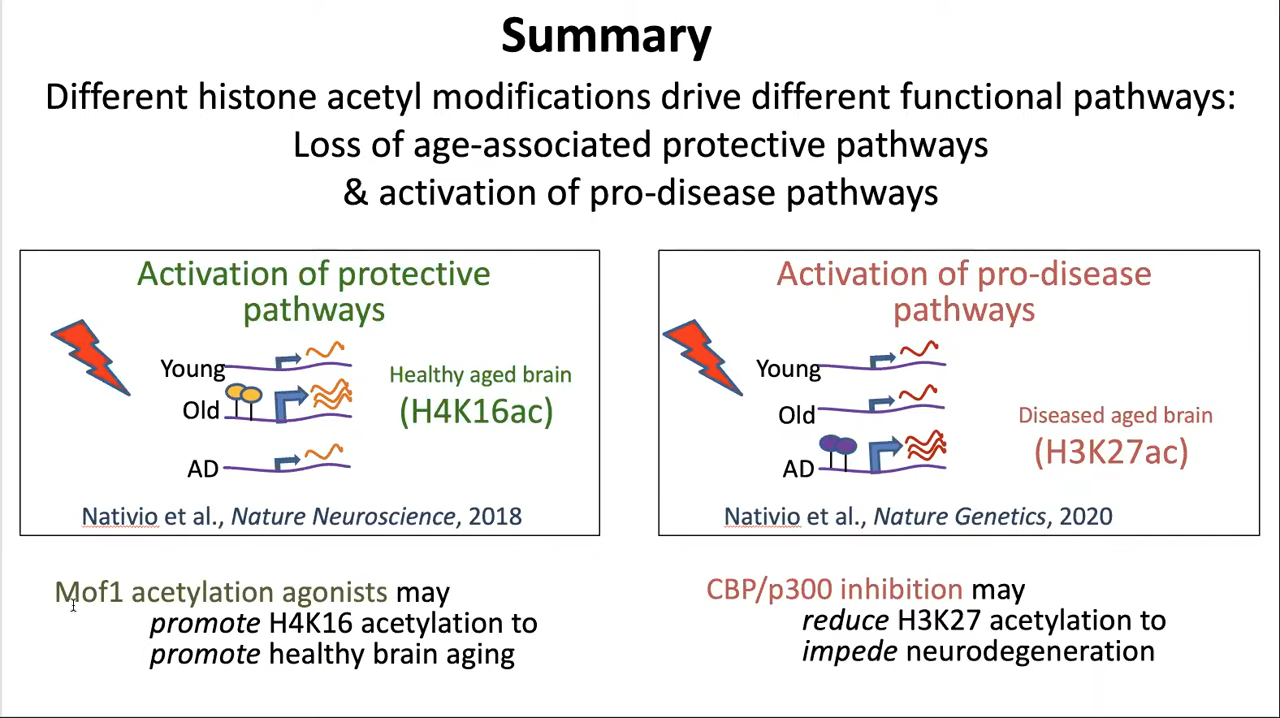 Summary
Different histone acetyl modifications drive different functional pathways:
Loss of age-associated protective pathways
& activation of pro-disease pathways
Activation of protective
pathways
Young
Healthy aged brain
Old
(H4K16ac)
AD
Nativio et al., Nature Neuroscience, 2018
Activation of pro-disease
pathways
Young
Old
Diseased aged brain
AD
(H3K27ac)
Nativio et al., Nature Genetics, 2020
Mof1 acetylation agonists may
promote H4K16 acetylation to
promote healthy brain aging
CBP/p300 inhibition may
reduce H3K27 acetylation to
impede neurodegeneration